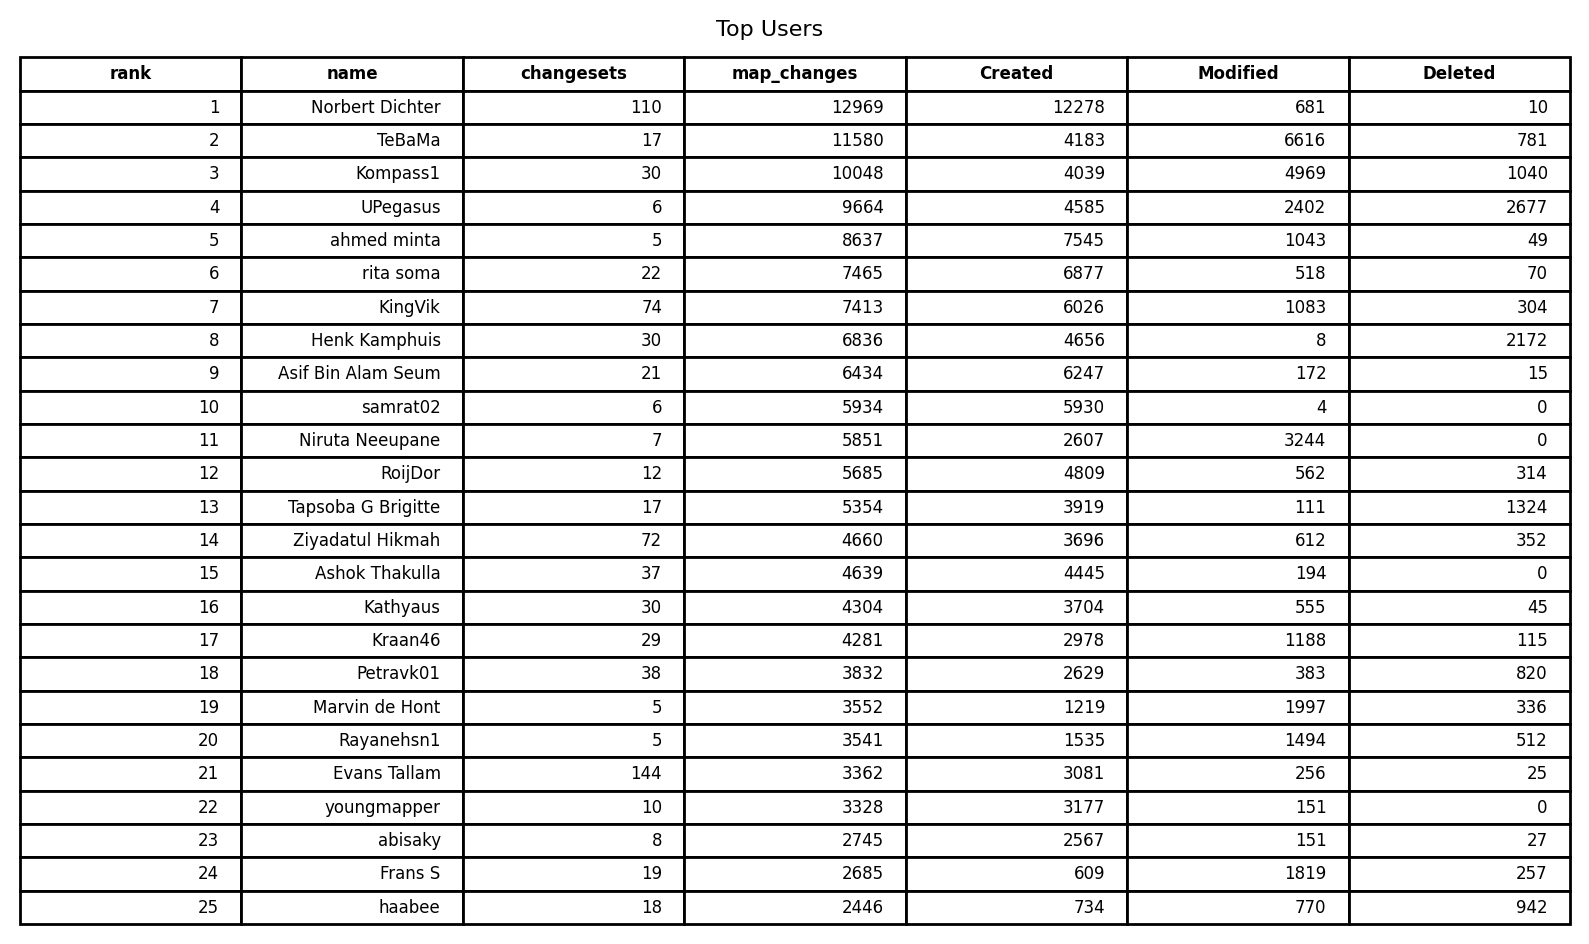 Top Users
rank name changesets map_changes Created Modified Deleted
1 Norbert Dichter 110 12969 12278 681 10
2 TeBaMa 17 11580 4183 6616 781
3 Kompass1 30 10048 4039 4969 1040
4 UPegasus 6 9664 4585 2402 2677
5 ahmed minta 5 8637 7545 1043 49
6 rita soma 22 7465 6877 518 70
7 KingVik 74 7413 6026 1083 304
8 Henk Kamphuis 30 6836 4656 8 2172
9 Asif Bin Alam Seum 21 6434 6247 172 15
10 samrat02 6 5934 5930 4 0
11 Niruta Neeupane 7 5851 2607 3244 0
12 RoijDor 12 5685 4809 562 314
13 Tapsoba G Brigitte 17 5354 3919 111 1324
14 Ziyadatul Hikmah 72 4660 3696 612 352
15 Ashok Thakulla 37 4639 4445 194 0
16 Kathyaus 30 4304 3704 555 45
17 Kraan46 29 4281 2978 1188 115
18 Petravk01 38 3832 2629 383 820
19 Marvin de Hont 5 3552 1219 1997 336
20 Rayanehsn1 5 3541 1535 1494 512
21 Evans Tallam 144 3362 3081 256 25
22 youngmapper 10 3328 3177 151 0
23 abisaky 8 2745 2567 151 27
24 Frans S 19 2685 609 1819 257
25 haabee 18 2446 734 770 942